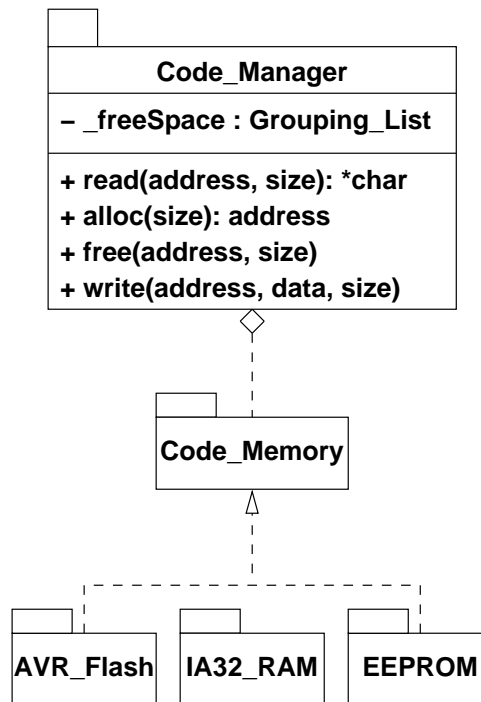 Code_Manager
– _freeSpace : Grouping_List
+ read(address, size): *char
+ alloc(size): address
+ free(address, size)
+ write(address, data, size)
Code_Memory
AVR_Flash IA32_RAM EEPROM